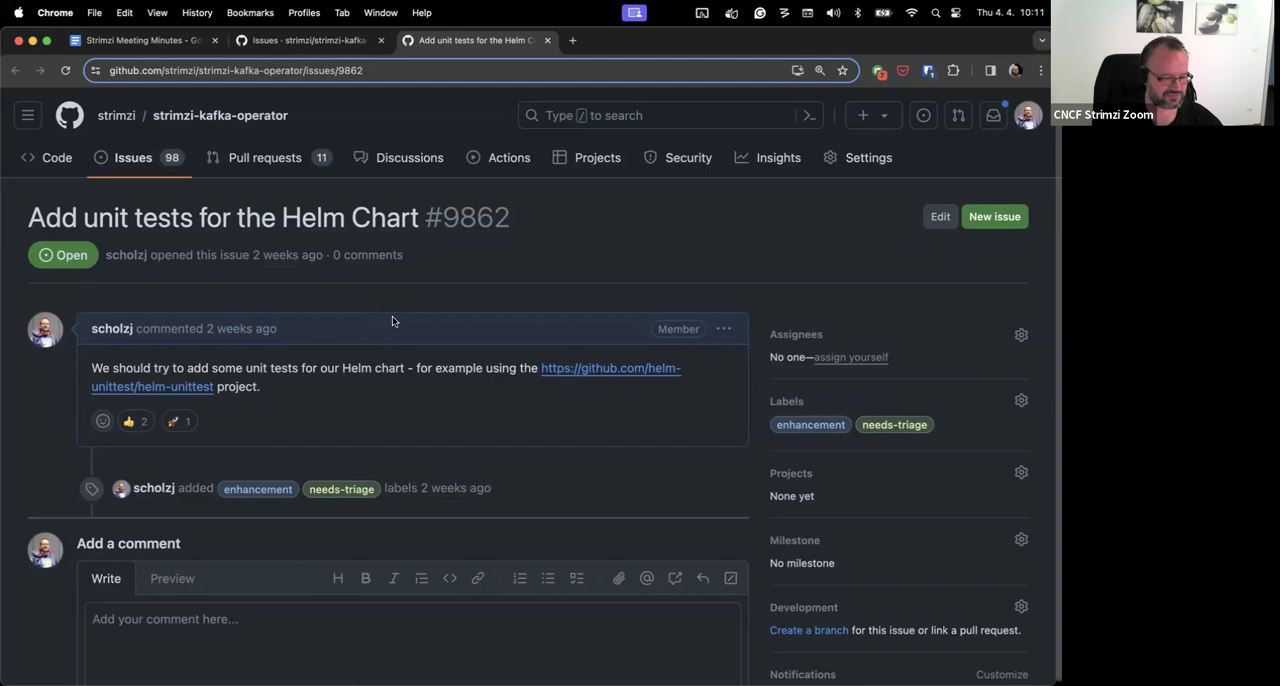 Chrome File Edit View History Bookmarks Profiles Tab Window Help Thu 4. 4. 10:11
Strimzi Meeting Minutes - Go
Issues · strimzi/strimzi-kafka-
Add unit tests for the Helm C
github.com/strimzi/strimzi-kafka-operator/issues/9862
7
CNCF Strimzi Zoom
strimzi / strimzi-kafka-operator
Type / to search
Code
Issues 98
Pull requests 11
Discussions
Actions
Projects
Security
Insights
Settings
Add unit tests for the Helm Chart #9862
Edit
New issue
Open
scholzj opened this issue 2 weeks ago · 0 comments
scholzj commented 2 weeks ago
Member
We should try to add some unit tests for our Helm chart - for example using the https://github.com/helm-
unittest/helm-unittest project.
👍 2
🚀 1
scholzj added enhancement needs-triage labels 2 weeks ago
Add a comment
Write
Preview
Add your comment here...
Assignees
No one—assign yourself
Labels
enhancement
needs-triage
Projects
None yet
Milestone
No milestone
Development
Create a branch for this issue or link a pull request.
Notifications
Customize